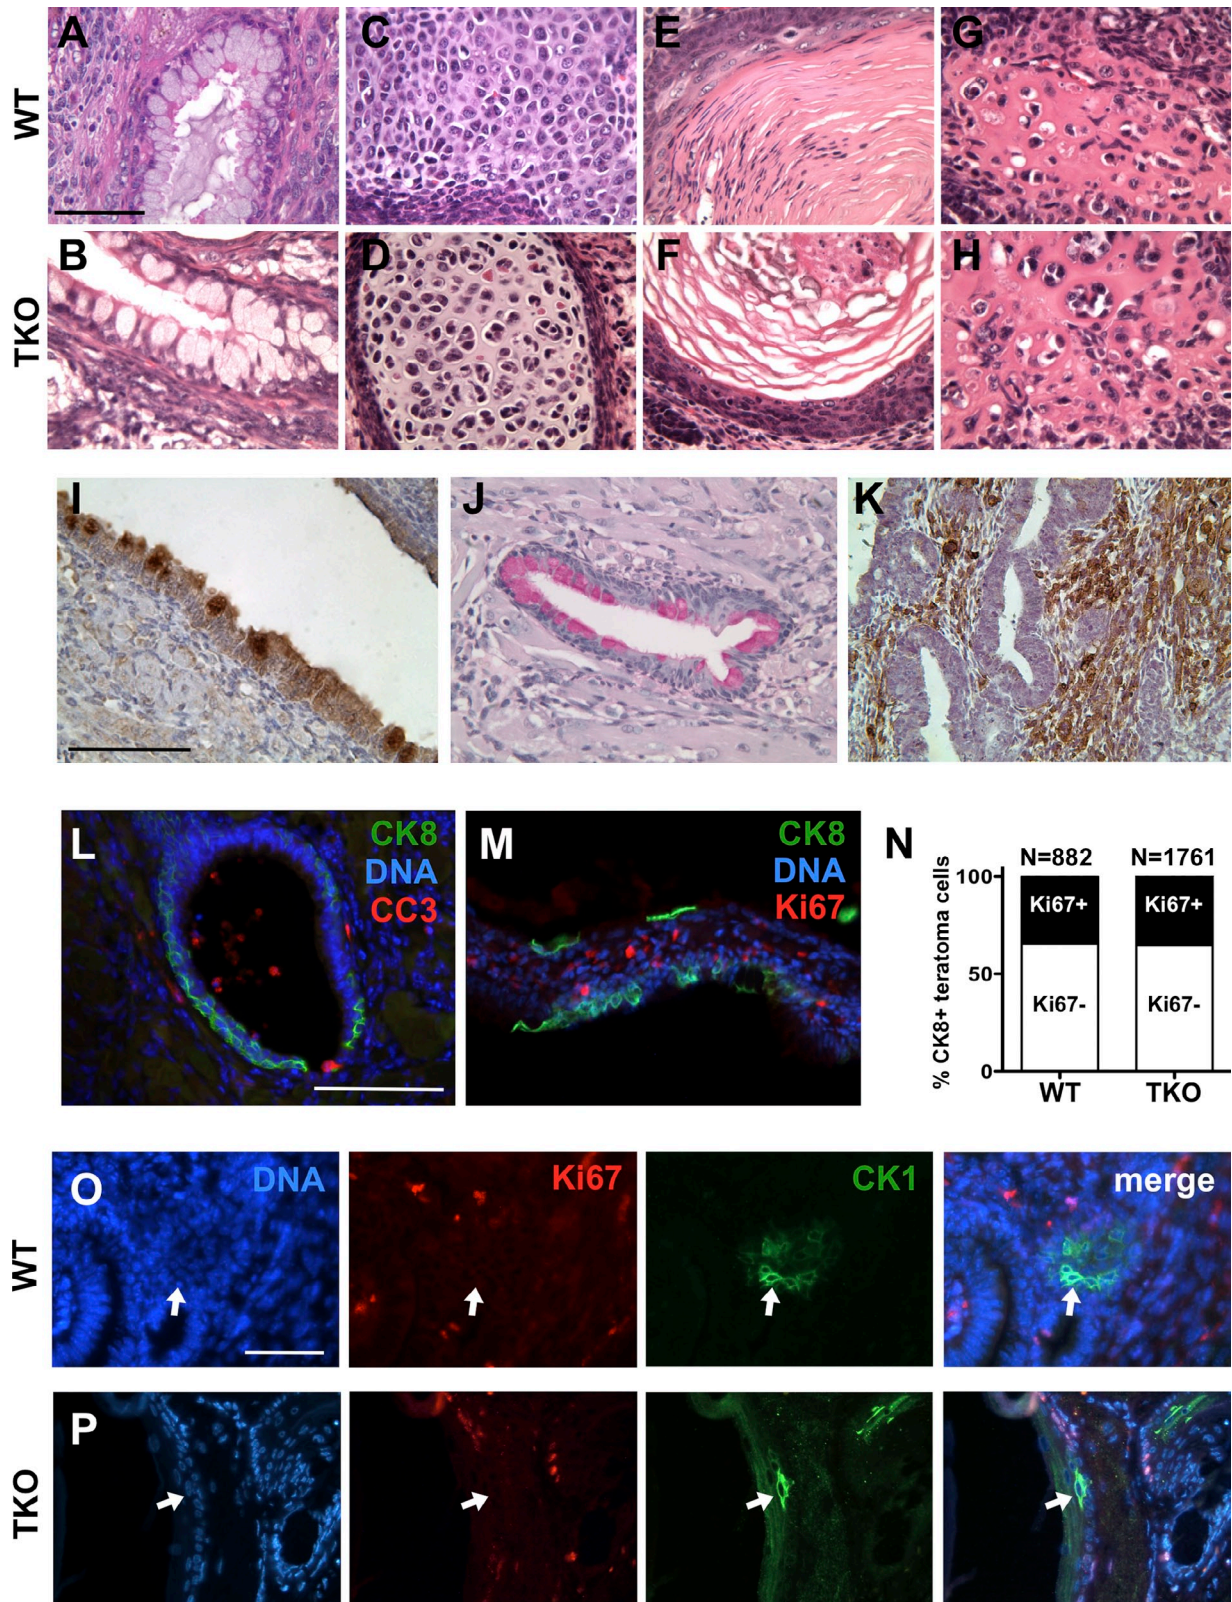 A
C
E
G
WT
B
D
F
H
TKO
I
J
K
L
CK8
DNA
CC3
M
CK8
DNA
Ki67
N
N=882 N=1761
% CK8+ teratoma cells
100
50
0
Ki67+
Ki67+
Ki67-
Ki67-
WT TKO
WT
O
DNA
Ki67
CK1
merge
TKO
P